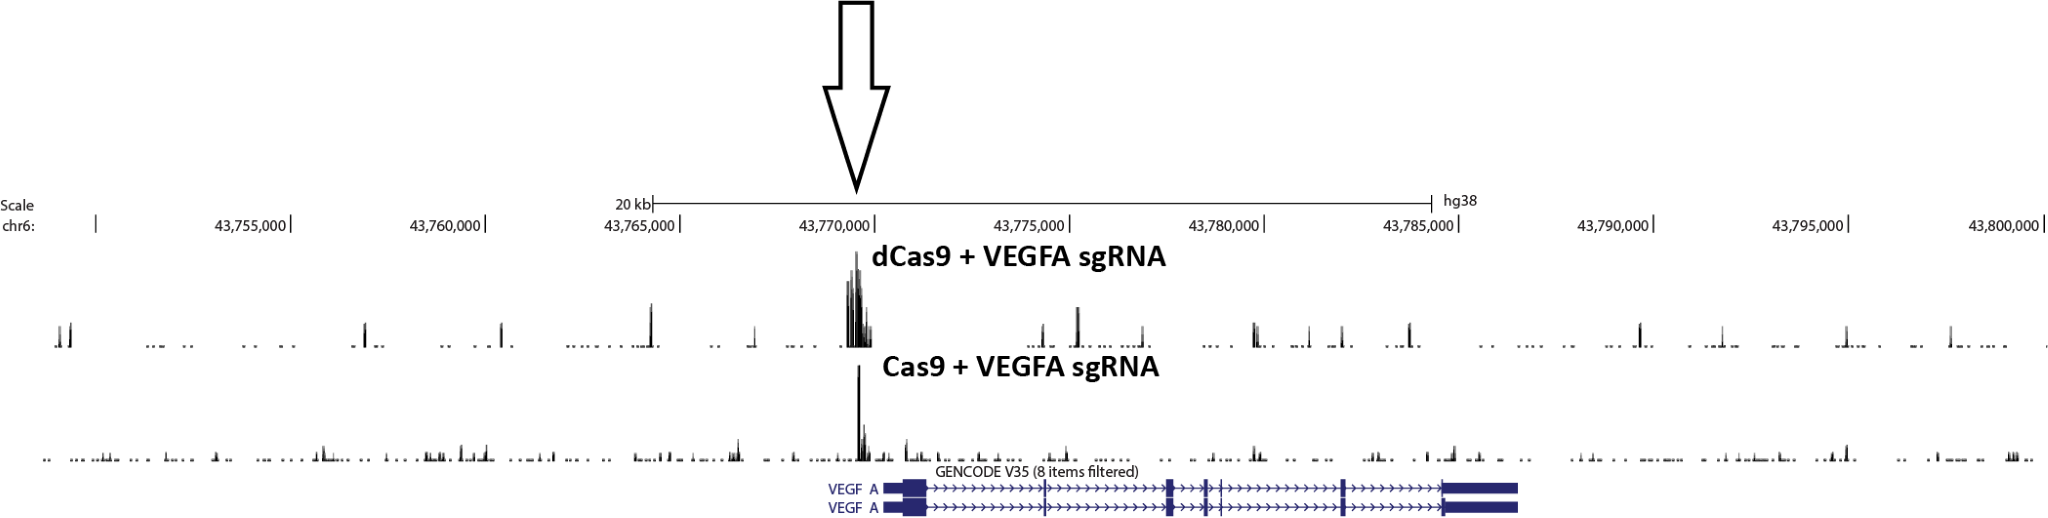 Scale 20 kb hg38
chr6: 43,755,000 43,760,000 43,765,000 43,770,000 43,775,000 43,780,000 43,785,000 43,790,000 43,795,000 43,800,000
dCas9 + VEGFA sgRNA
Cas9 + VEGFA sgRNA
GENCODE V35 (8 items filtered)
VEGF A
VEGF A